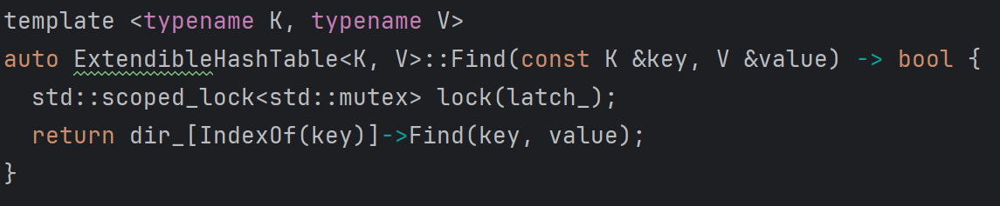 template <typename K, typename V>
auto ExtendibleHashTable<K, V>::Find(const K &key, V &value) -> bool {
  std::scoped_lock<std::mutex> lock(latch_);
  return dir_[IndexOf(key)]->Find(key, value);
}